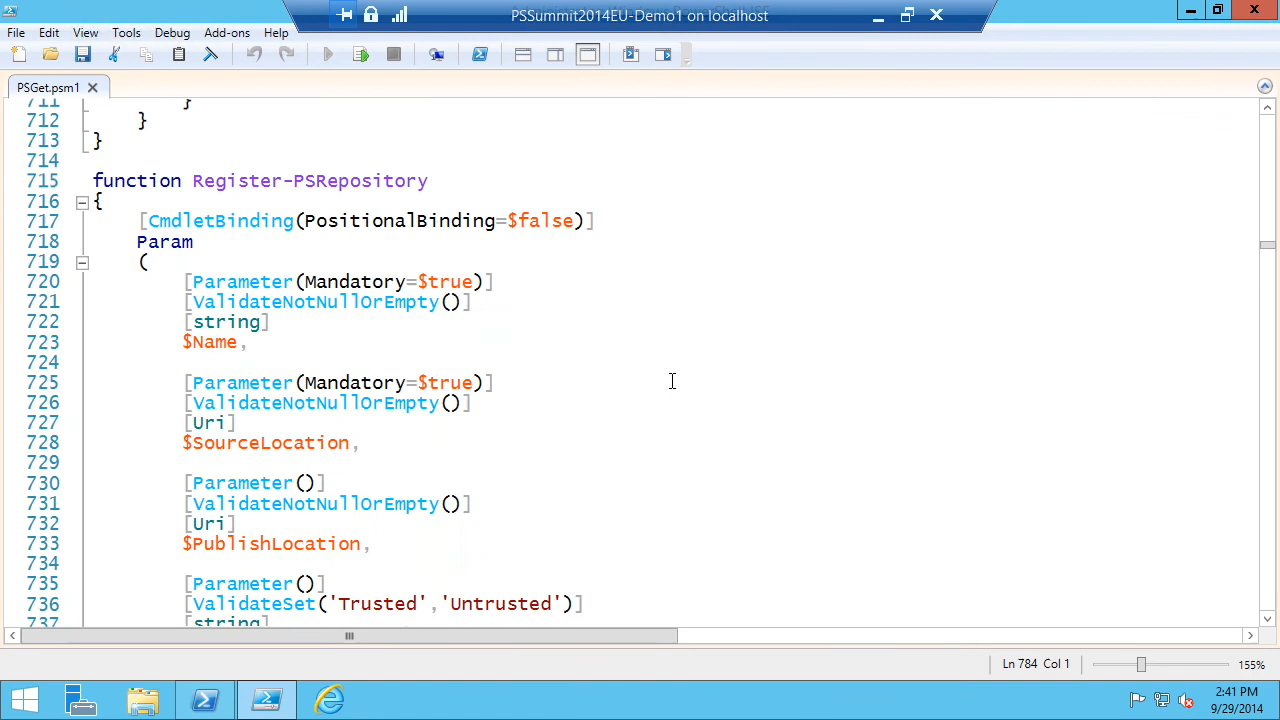 PSSummit2014EU-Demo1 on localhost
File Edit View Tools Debug Add-ons Help
PSGet.psm1
711 }
712 }
713 }
714
715 function Register-PSRepository
716 {
717 [CmdletBinding(PositionalBinding=$false)]
718 Param
719 (
720 [Parameter(Mandatory=$true)]
721 [ValidateNotNullOrEmpty()]
722 [string]
723 $Name,
724
725 [Parameter(Mandatory=$true)]
726 [ValidateNotNullOrEmpty()]
727 [Uri]
728 $SourceLocation,
729
730 [Parameter()]
731 [ValidateNotNullOrEmpty()]
732 [Uri]
733 $PublishLocation,
734
735 [Parameter()]
736 [ValidateSet('Trusted','Untrusted')]
737 [string]
Ln 784 Col 1 155%
2:41 PM
9/29/2014